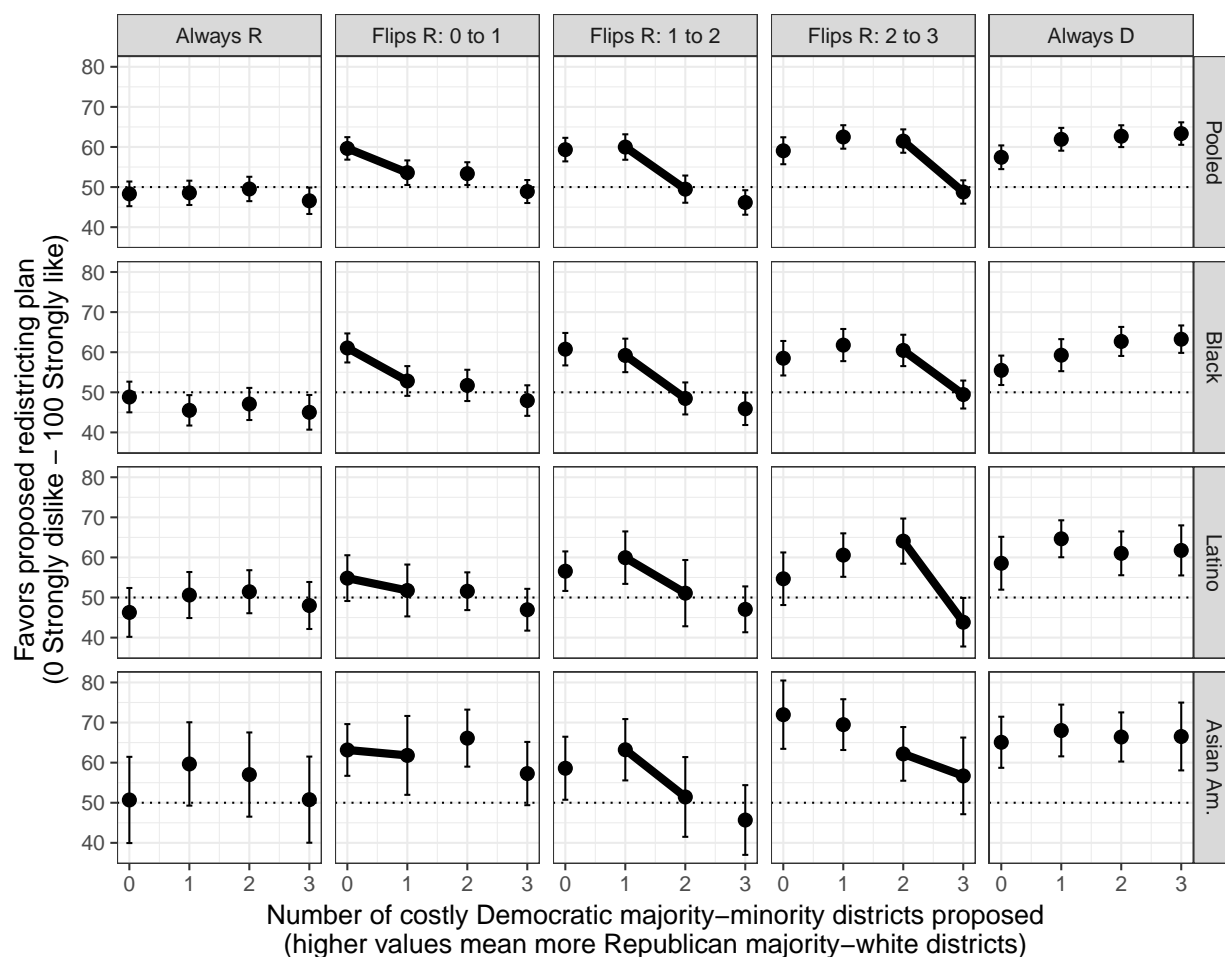 Always R
Flips R: 0 to 1
Flips R: 1 to 2
Flips R: 2 to 3
Always D
Favors proposed redistricting plan
(0 Strongly dislike − 100 Strongly like)
80
70
60
50
40
Pooled
80
70
60
50
40
Black
80
70
60
50
40
Latino
80
70
60
50
40
Asian Am.
0 1 2 3 0 1 2 3 0 1 2 3 0 1 2 3 0 1 2 3
Number of costly Democratic majority−minority districts proposed
(higher values mean more Republican majority−white districts)